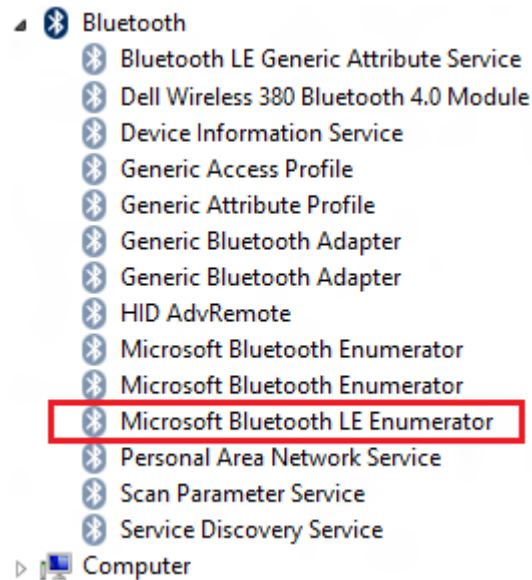 Bluetooth
Bluetooth LE Generic Attribute Service
Dell Wireless 380 Bluetooth 4.0 Module
Device Information Service
Generic Access Profile
Generic Attribute Profile
Generic Bluetooth Adapter
Generic Bluetooth Adapter
HID AdvRemote
Microsoft Bluetooth Enumerator
Microsoft Bluetooth Enumerator
Microsoft Bluetooth LE Enumerator
Personal Area Network Service
Scan Parameter Service
Service Discovery Service
Computer